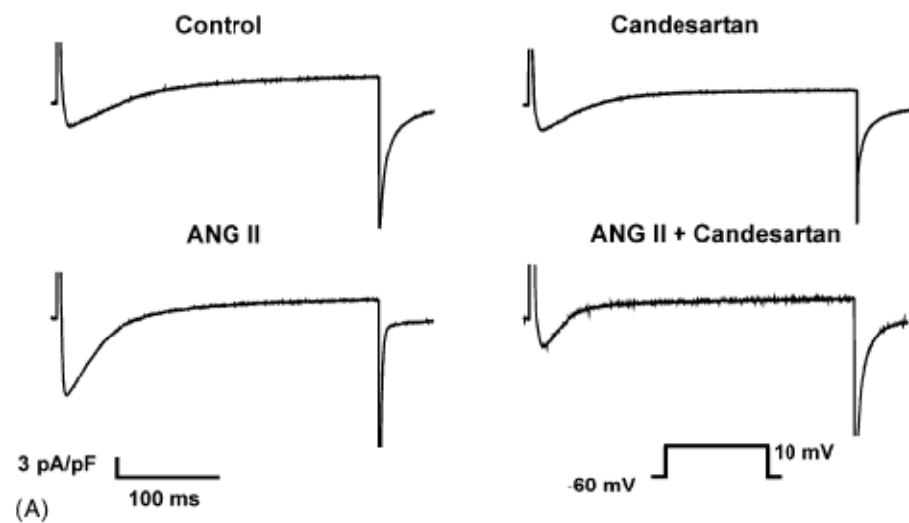 Control
Candesartan
ANG II
ANG II + Candesartan
3 pA/pF
100 ms
10 mV
-60 mV
(A)